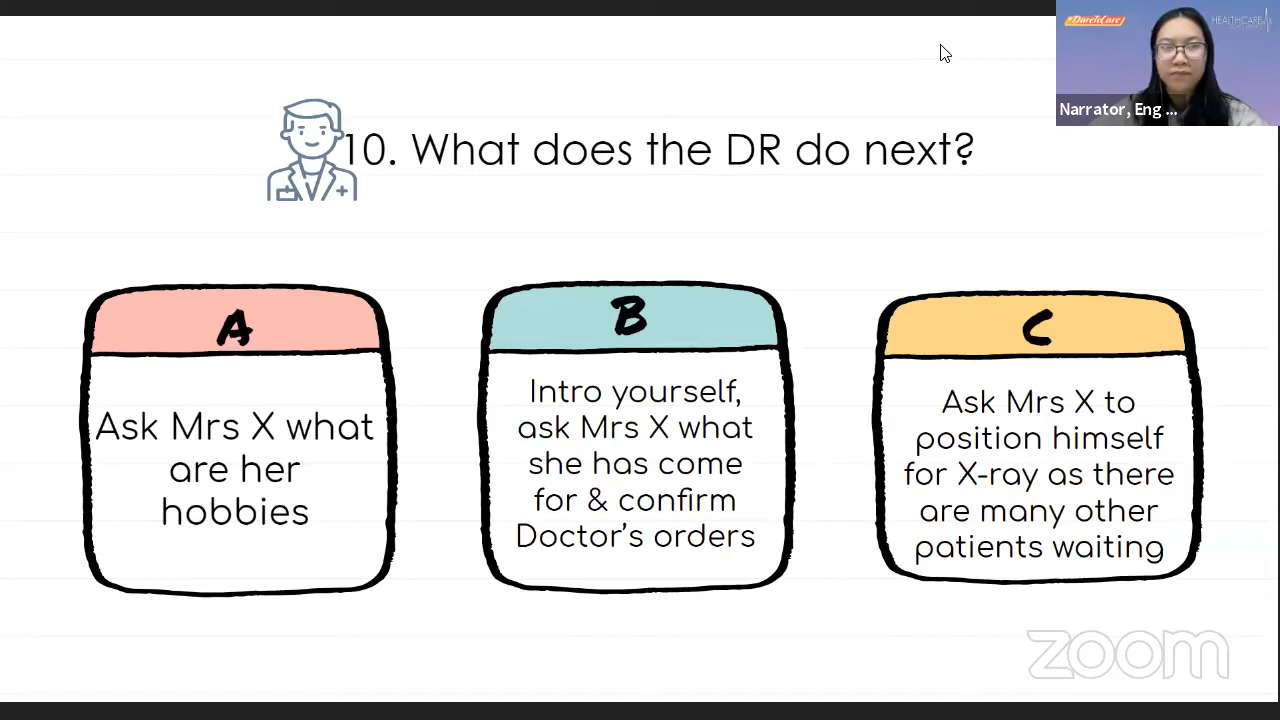 #DareToCare
HEALTHCARE
Narrator, Eng ...
10. What does the DR do next?
A
Ask Mrs X what
are her
hobbies
B
Intro yourself,
ask Mrs X what
she has come
for & confirm
Doctor's orders
C
Ask Mrs X to
position himself
for X-ray as there
are many other
patients waiting
zoom